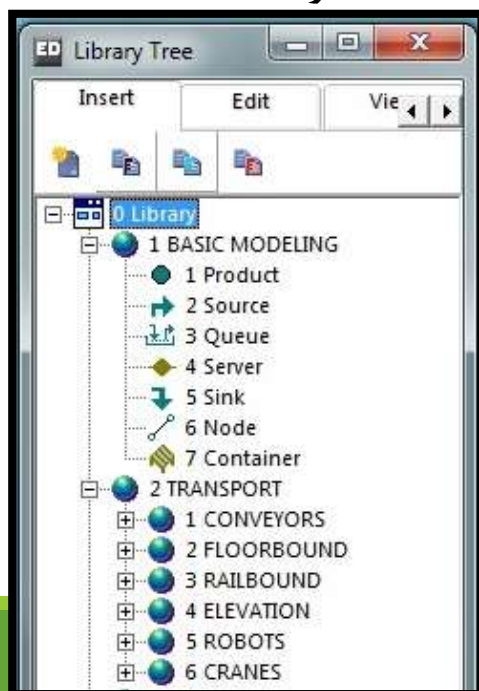 ED Library Tree
Insert Edit Vie
0 Library
1 BASIC MODELING
1 Product
2 Source
3 Queue
4 Server
5 Sink
6 Node
7 Container
2 TRANSPORT
1 CONVEYORS
2 FLOORBOUND
3 RAILBOUND
4 ELEVATION
5 ROBOTS
6 CRANES